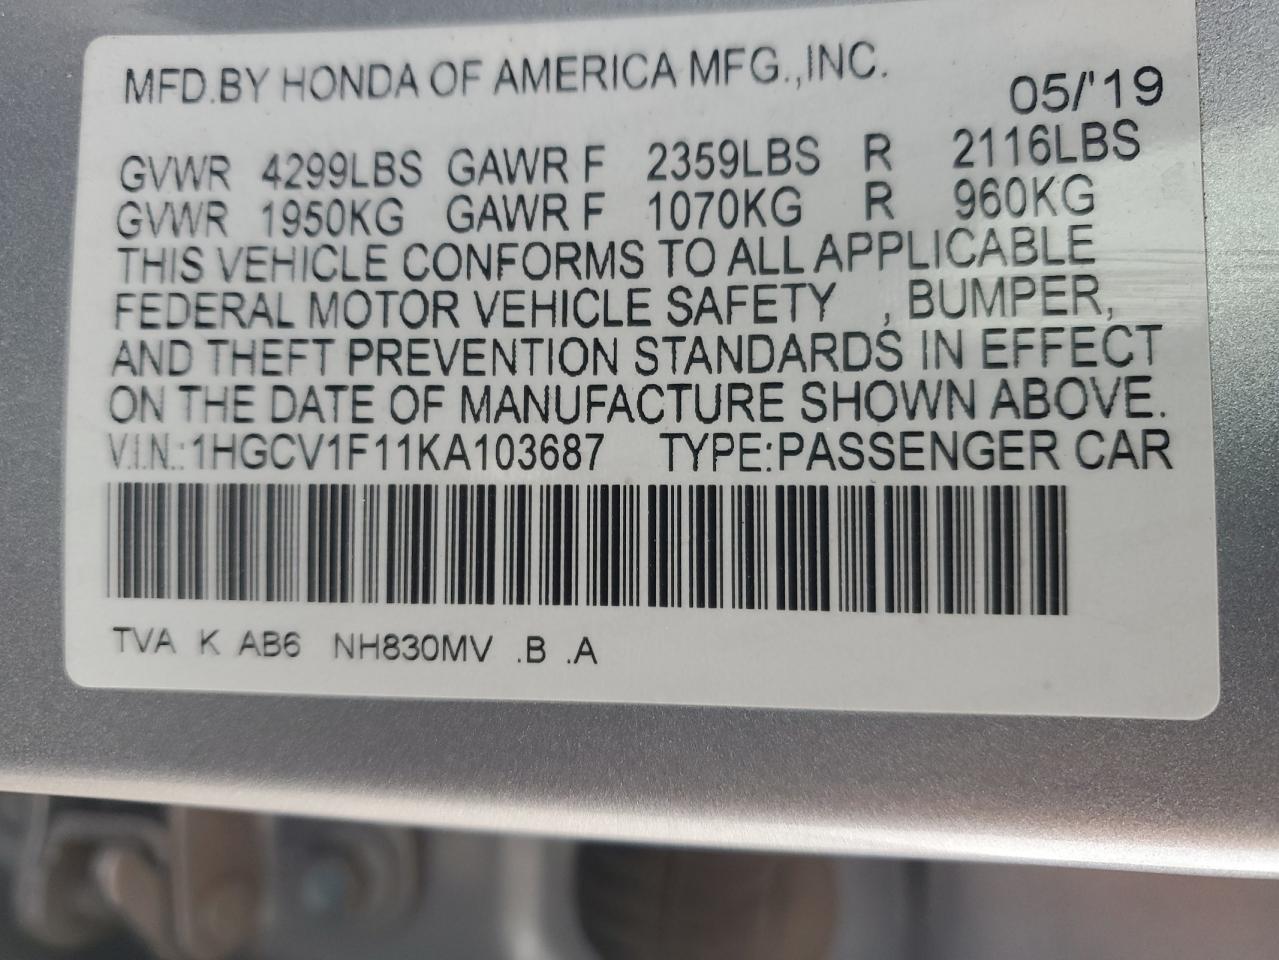 MFD.BY HONDA OF AMERICA MFG.,INC.
05/'19
GVWR 4299LBS GAWR F 2359LBS R 2116LBS
GVWR 1950KG GAWR F 1070KG R 960KG
THIS VEHICLE CONFORMS TO ALL APPLICABLE
FEDERAL MOTOR VEHICLE SAFETY , BUMPER,
AND THEFT PREVENTION STANDARDS IN EFFECT
ON THE DATE OF MANUFACTURE SHOWN ABOVE.
V.I.N.:1HGCV1F11KA103687 TYPE:PASSENGER CAR
TVA K AB6 NH830MV .B .A